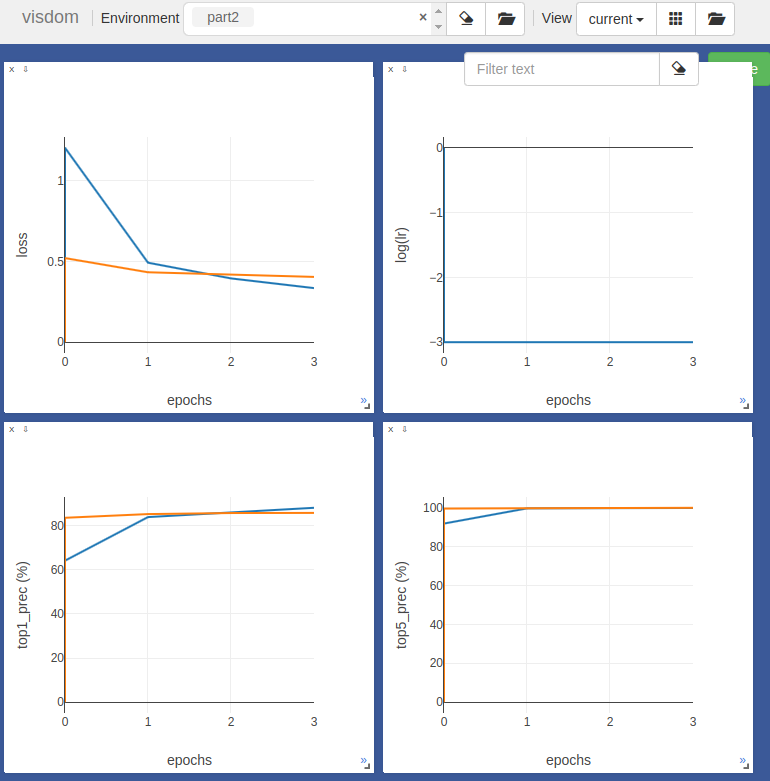 visdom Environment part2 × View current
x ⇩
x ⇩ Filter text e
1
0.5
0
loss
0 1 2 3
epochs
»
0
−1
−2
−3
log(lr)
0 1 2 3
epochs
»
x ⇩
x ⇩
80
60
40
20
0
top1_prec (%)
0 1 2 3
epochs
»
100
80
60
40
20
0
top5_prec (%)
0 1 2 3
epochs
»